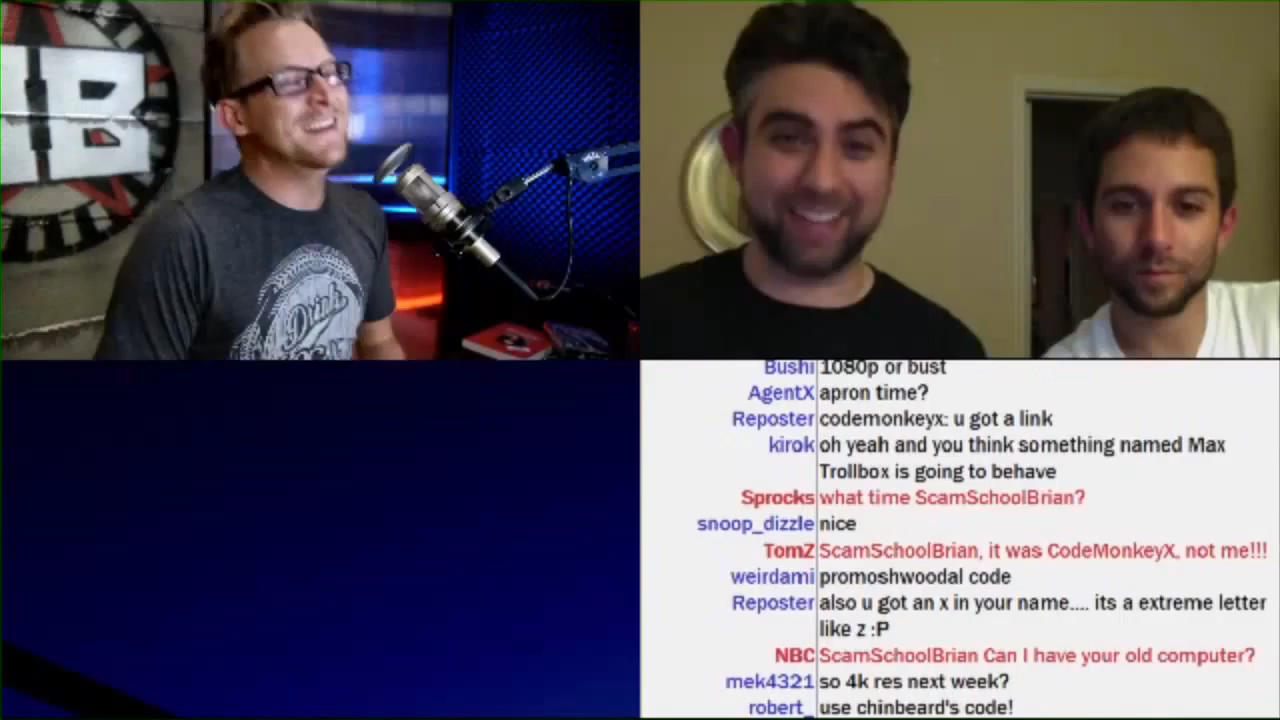 B
Drink
Bushi 1080p or bust
AgentX apron time?
Reposter codemonkeyx: u got a link
kirok oh yeah and you think something named Max
Trollbox is going to behave
Sprocks what time ScamSchoolBrian?
snoop_dizzle nice
TomZ ScamSchoolBrian, it was CodeMonkeyX, not me!!!
weirdami promoshwoodal code
Reposter also u got an x in your name.... its a extreme letter
like z :P
NBC ScamSchoolBrian Can I have your old computer?
mek4321 so 4k res next week?
robert_ use chinbeard's code!